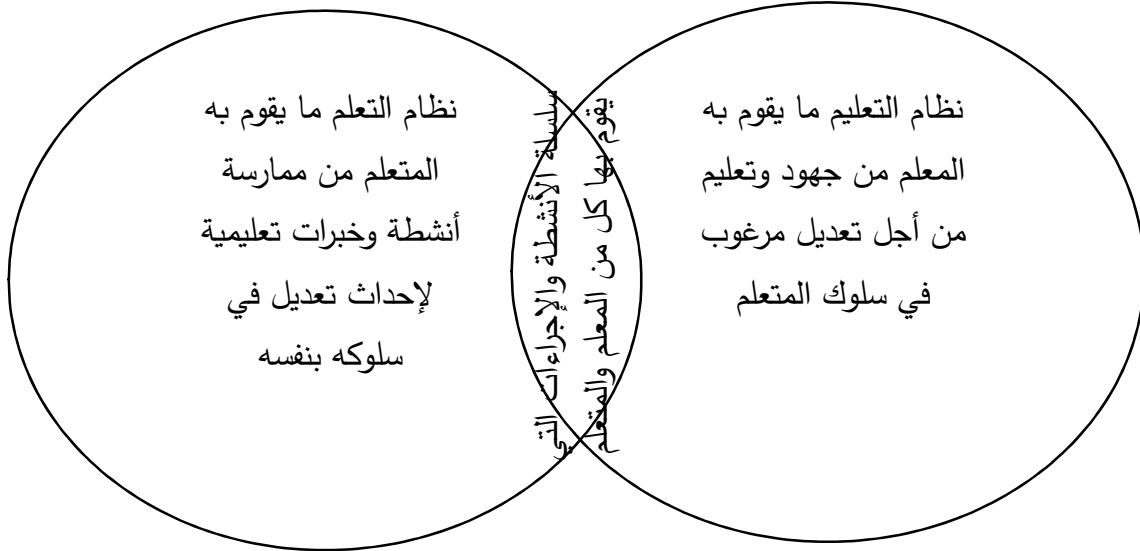 نظام التعليم ما يقوم به
المعلم من جهود وتعليم
من أجل تعديل مرغوب
في سلوك المتعلم
سلسلة الأنشطة والإجراءات التي
يقوم بها كل من المعلم والمتعلم
نظام التعلم ما يقوم به
المتعلم من ممارسة
أنشطة وخبرات تعليمية
لإحداث تعديل في
سلوكه بنفسه